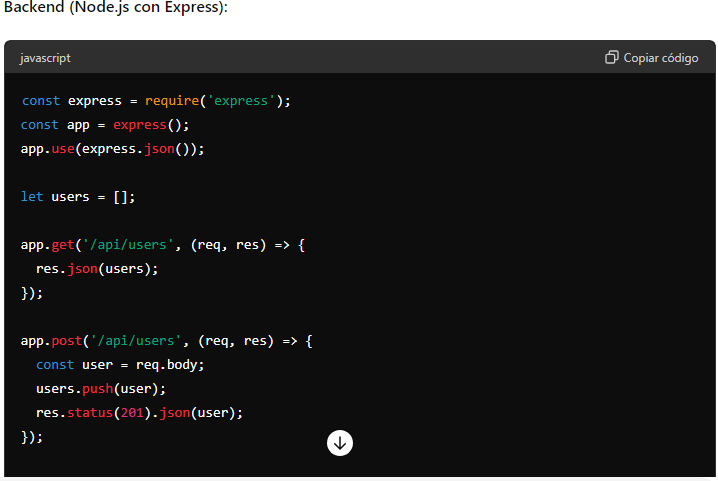 Backend (Node.js con Express):
javascript
Copiar código
const express = require('express');
const app = express();
app.use(express.json());
let users = [];
app.get('/api/users', (req, res) => {
  res.json(users);
});
app.post('/api/users', (req, res) => {
  const user = req.body;
  users.push(user);
  res.status(201).json(user);
});